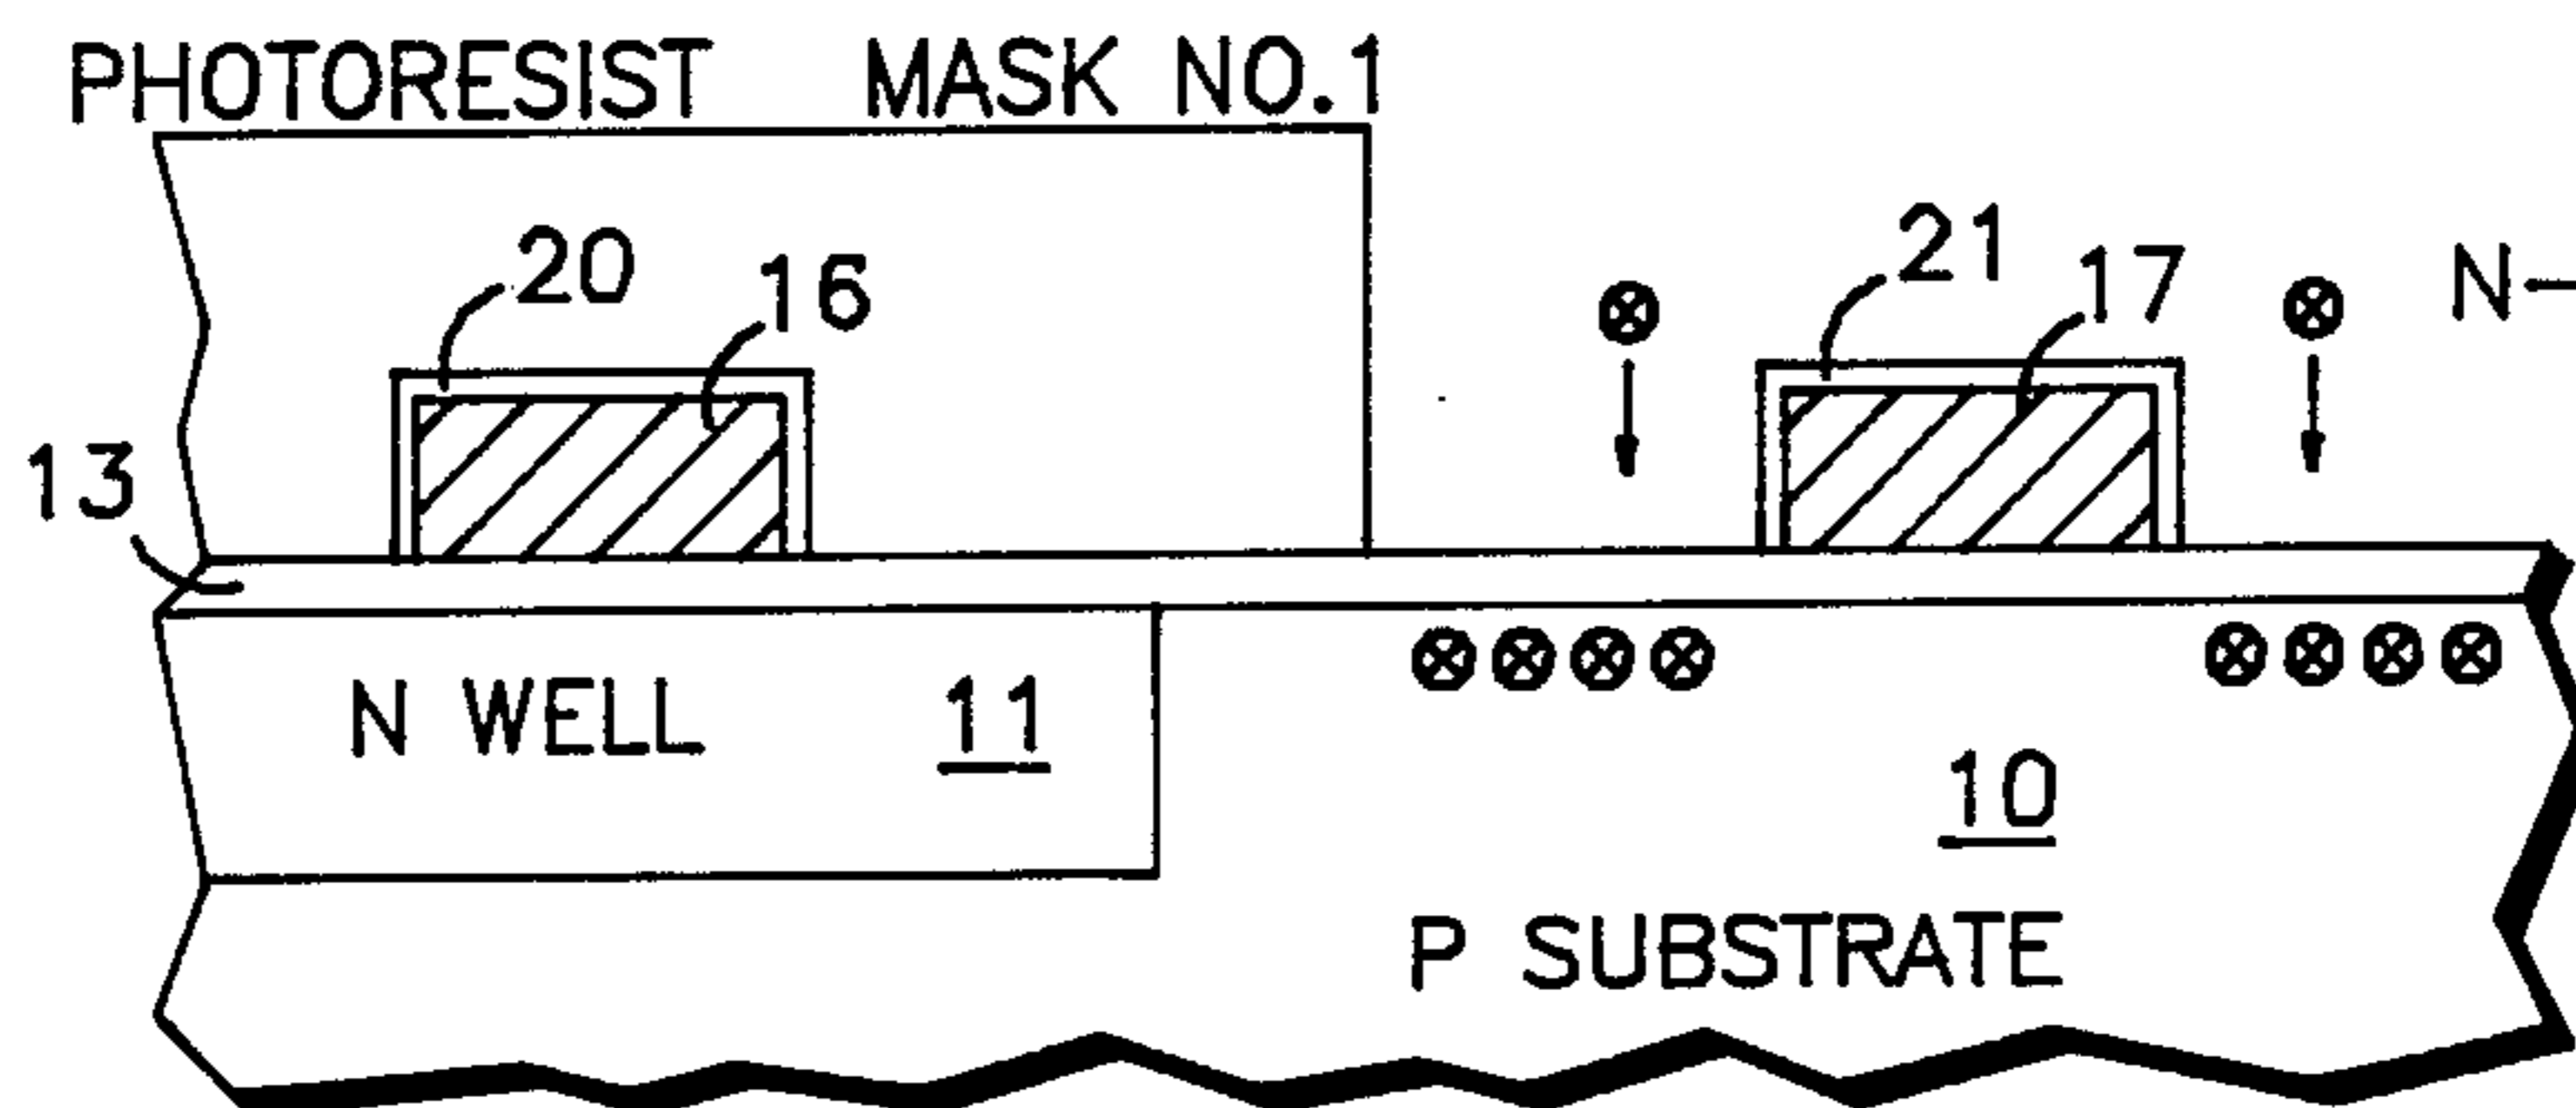 PHOTORESIST MASK NO.1
20
16
21
17
N-
13
N WELL 11
10
P SUBSTRATE